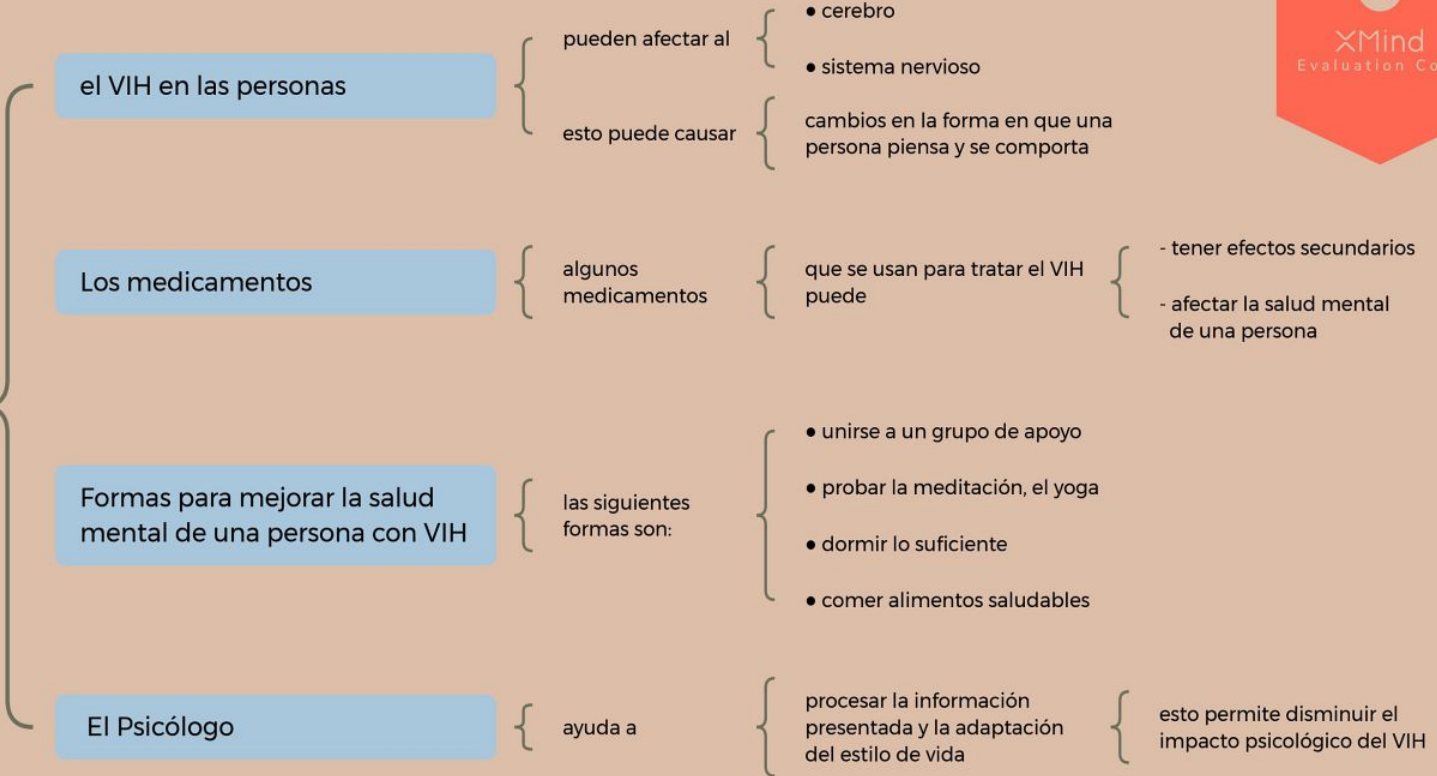 el VIH en las personas
pueden afectar al
● cerebro
● sistema nervioso
esto puede causar
cambios en la forma en que una
persona piensa y se comporta
Los medicamentos
algunos
medicamentos
que se usan para tratar el VIH
puede
- tener efectos secundarios
- afectar la salud mental
de una persona
Formas para mejorar la salud
mental de una persona con VIH
las siguientes
formas son:
● unirse a un grupo de apoyo
● probar la meditación, el yoga
● dormir lo suficiente
● comer alimentos saludables
El Psicólogo
ayuda a
procesar la información
presentada y la adaptación
del estilo de vida
esto permite disminuir el
impacto psicológico del VIH
XMind
Evaluation